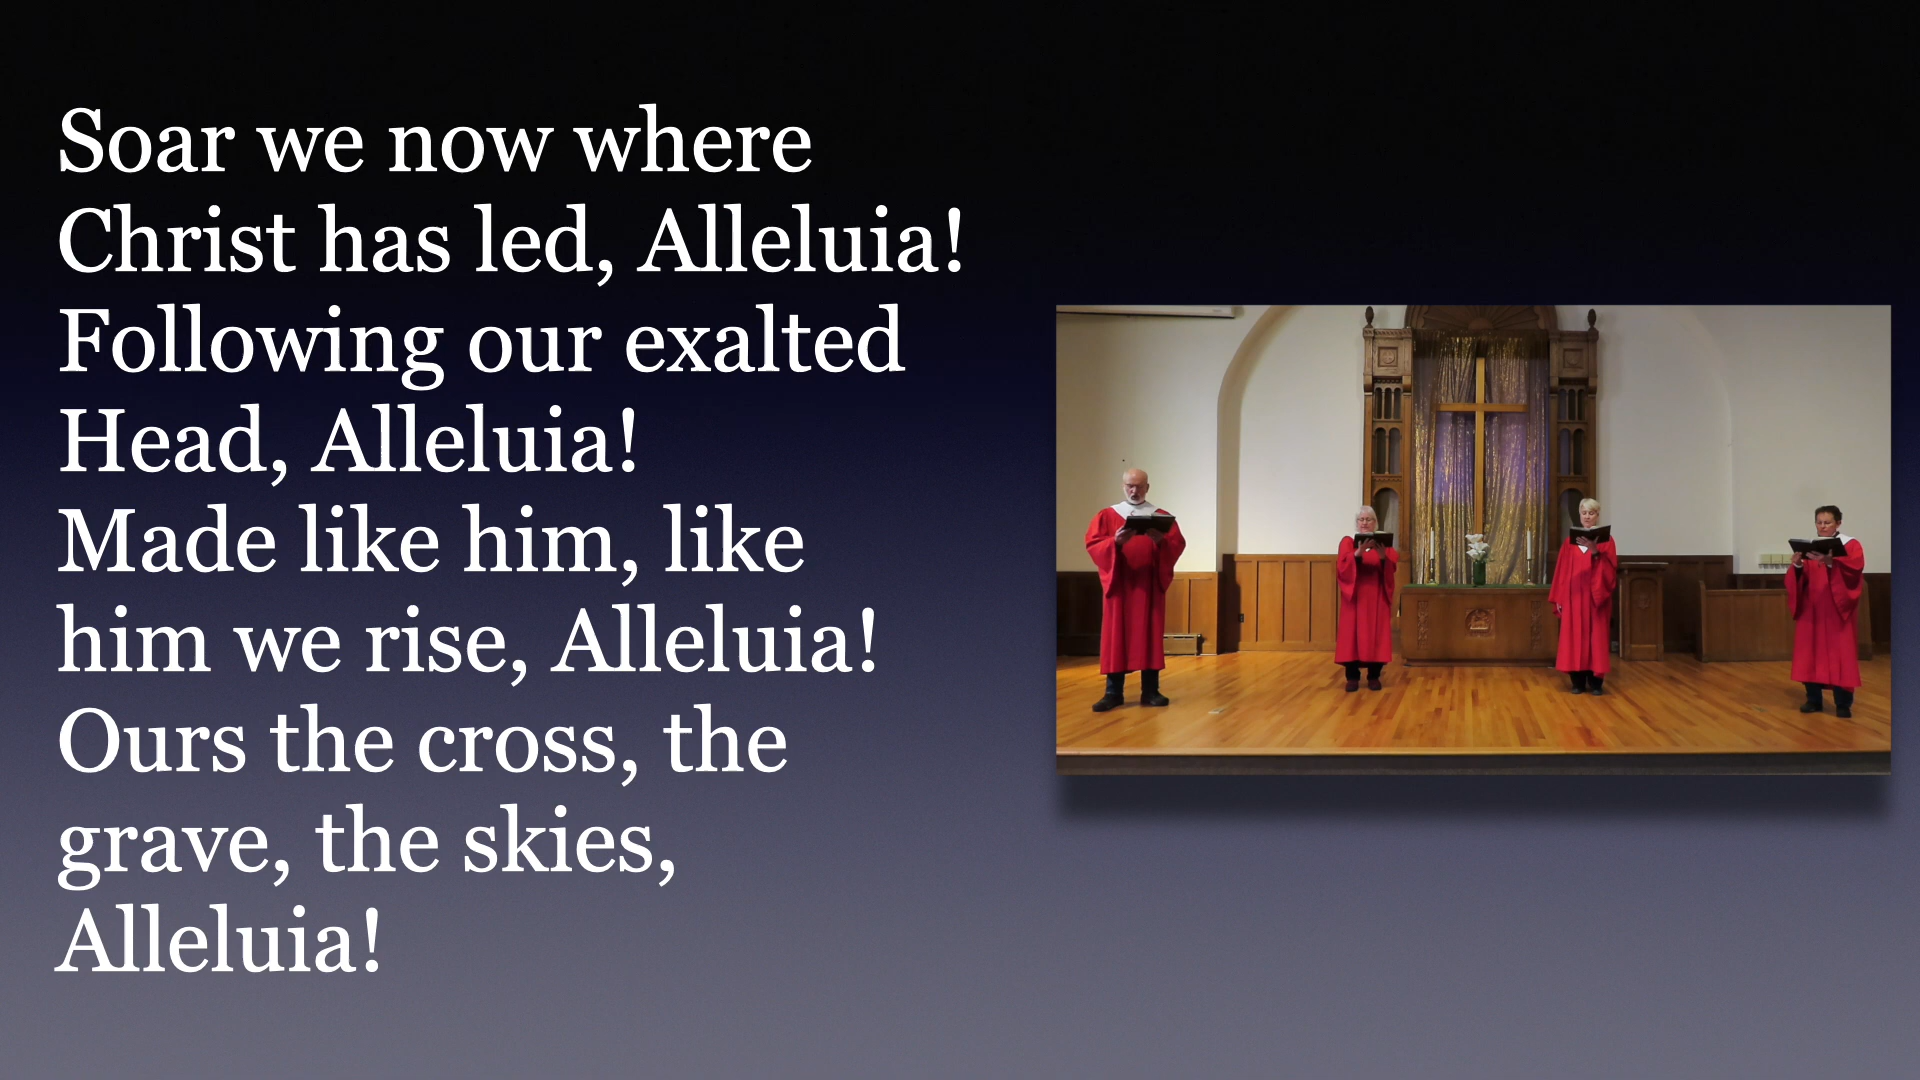 Soar we now where
Christ has led, Alleluia!
Following our exalted
Head, Alleluia!
Made like him, like
him we rise, Alleluia!
Ours the cross, the
grave, the skies,
Alleluia!